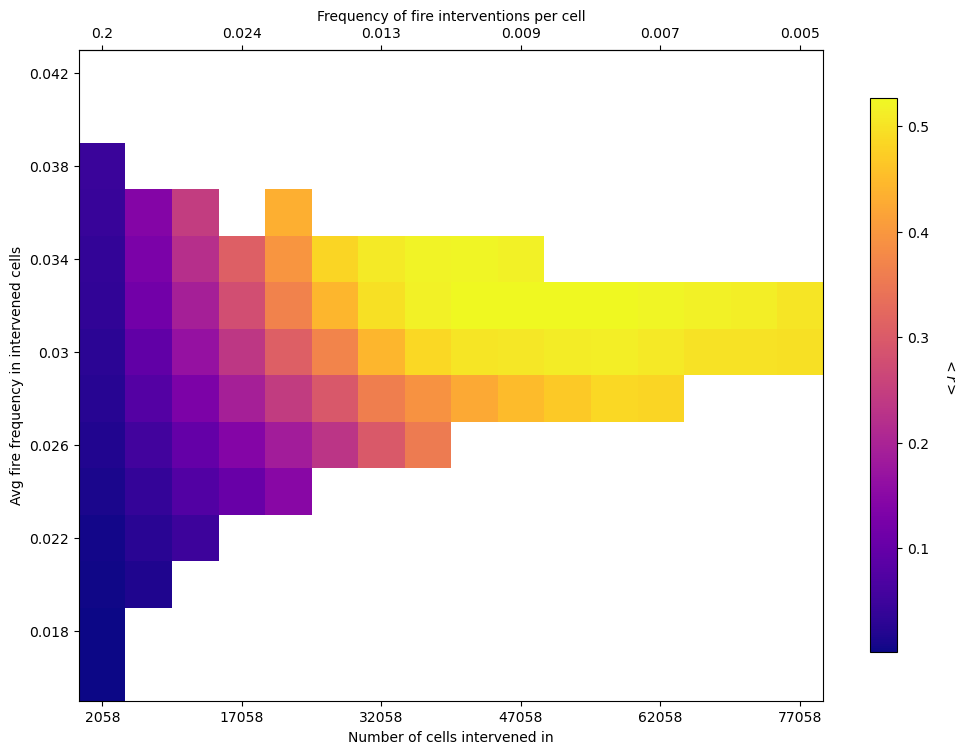 Frequency of fire interventions per cell
0.2 0.024 0.013 0.009 0.007 0.005
0.042
0.038
0.034
0.03
0.026
0.022
0.018
Avg fire frequency in intervened cells
2058 17058 32058 47058 62058 77058
Number of cells intervened in
0.5
0.4
0.3
0.2
0.1
<r>